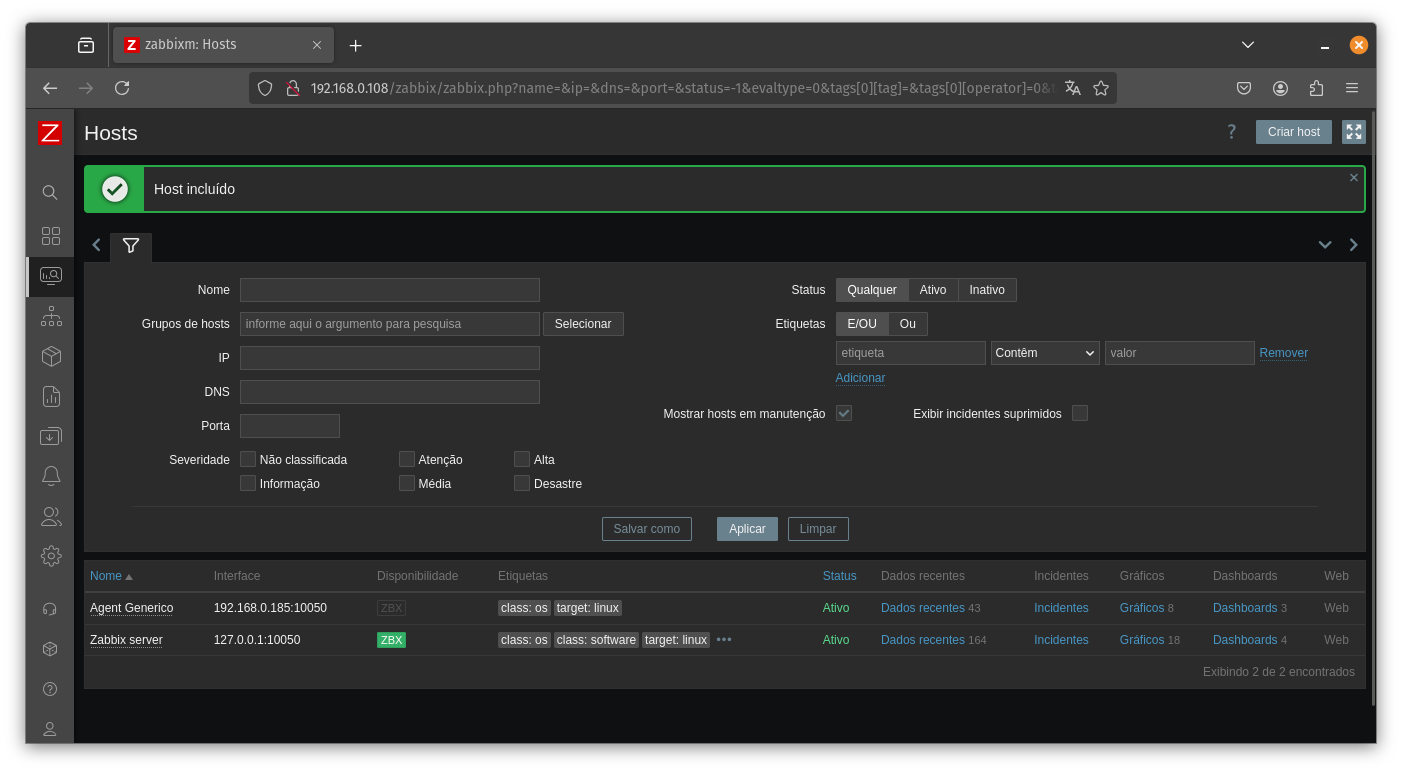 Z zabbixm: Hosts
192.168.0.108/zabbix/zabbix.php?name=&ip=&dns=&port=&status=-1&evaltype=0&tags[0][tag]=&tags[0][operator]=0&
Z
Hosts
? Criar host
Host incluído
Nome
Status Qualquer Ativo Inativo
Grupos de hosts informe aqui o argumento para pesquisa Selecionar
Etiquetas E/OU Ou
IP
etiqueta Contêm valor Remover
DNS
Adicionar
Porta
Mostrar hosts em manutenção Exibir incidentes suprimidos
Severidade Não classificada Atenção Alta
Informação Média Desastre
Salvar como Aplicar Limpar
Nome Interface Disponibilidade Etiquetas Status Dados recentes Incidentes Gráficos Dashboards Web
Agent Generico 192.168.0.185:10050 ZBX class: os target: linux Ativo Dados recentes 43 Incidentes Gráficos 8 Dashboards 3 Web
Zabbix server 127.0.0.1:10050 ZBX class: os class: software target: linux ••• Ativo Dados recentes 164 Incidentes Gráficos 18 Dashboards 4 Web
Exibindo 2 de 2 encontrados